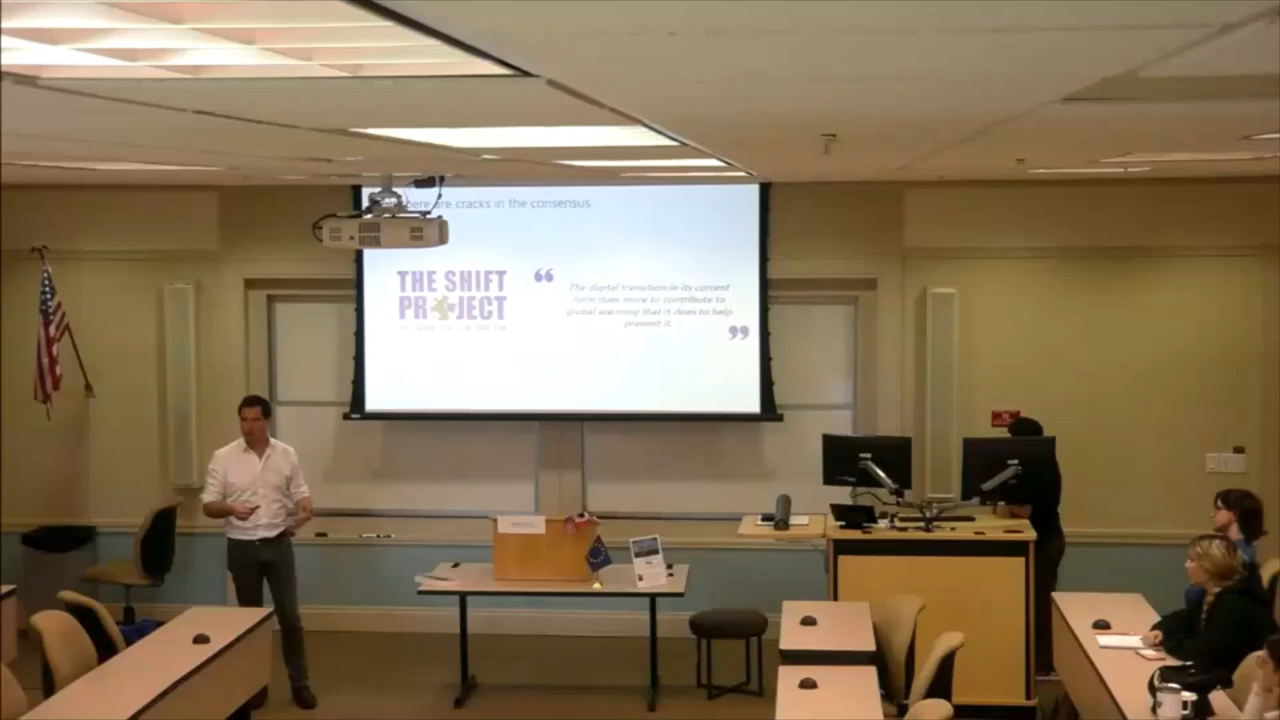 here are cracks in the consensus
THE SHIFT
PROJECT
“
The digital transition in its current
form does more to contribute to
global warming that it does to help
prevent it.
”